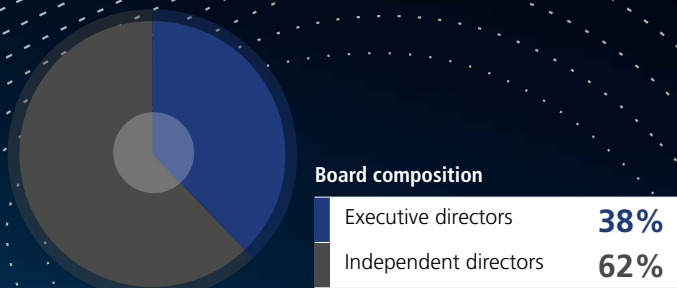 Board composition
Executive directors 38%
Independent directors 62%